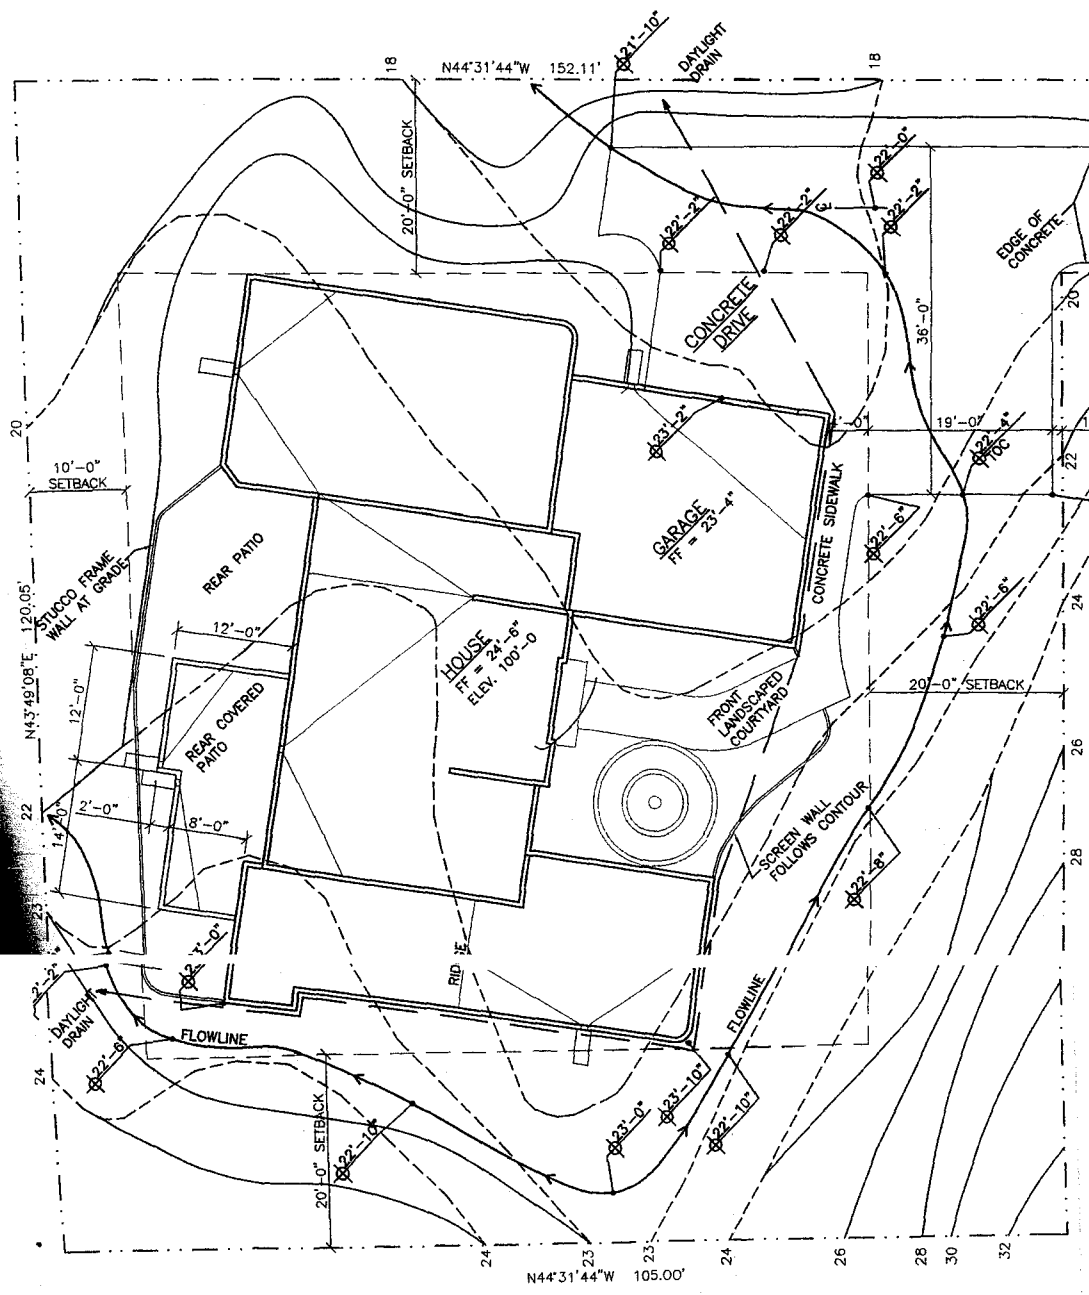 21'-10"
DAYLIGHT
DRAIN
18
N44°31'44"W 152.11'
18
20'-0" SETBACK
22'-0"
22'-2"
22'-2"
22'-2"
EDGE OF
CONCRETE
CONCRETE
DRIVE
36'-0"
20
20
10'-0"
SETBACK
23'-2"
19'-0"
22'-4"
TTOC
22
GARAGE
FF = 23'-4"
CONCRETE SIDEWALK
22'-6"
STUCCO FRAME
WALL AT GRADE
REAR PATIO
N43°49'08"E 120.05'
24
22'-6"
12'-0"
HOUSE
FF = 24'-6"
ELEV. 100'-0
12'-0"
REAR COVERED
PAITO
FRONT
LANDSCAPED
COURTYARD
20'-0" SETBACK
26
22
2'-0"
8'-0"
SCREEN WALL
FOLLOWS CONTOUR
28
22'-8"
23
23'-0"
FLOWLINE
DAYLIGHT
DRAIN
FLOWLINE
22'-6"
24
23'-10"
23'-0"
22'-10"
22'-10"
20'-0" SETBACK
24
23
23
24
26
28
30
32
N44°31'44"W 105.00'